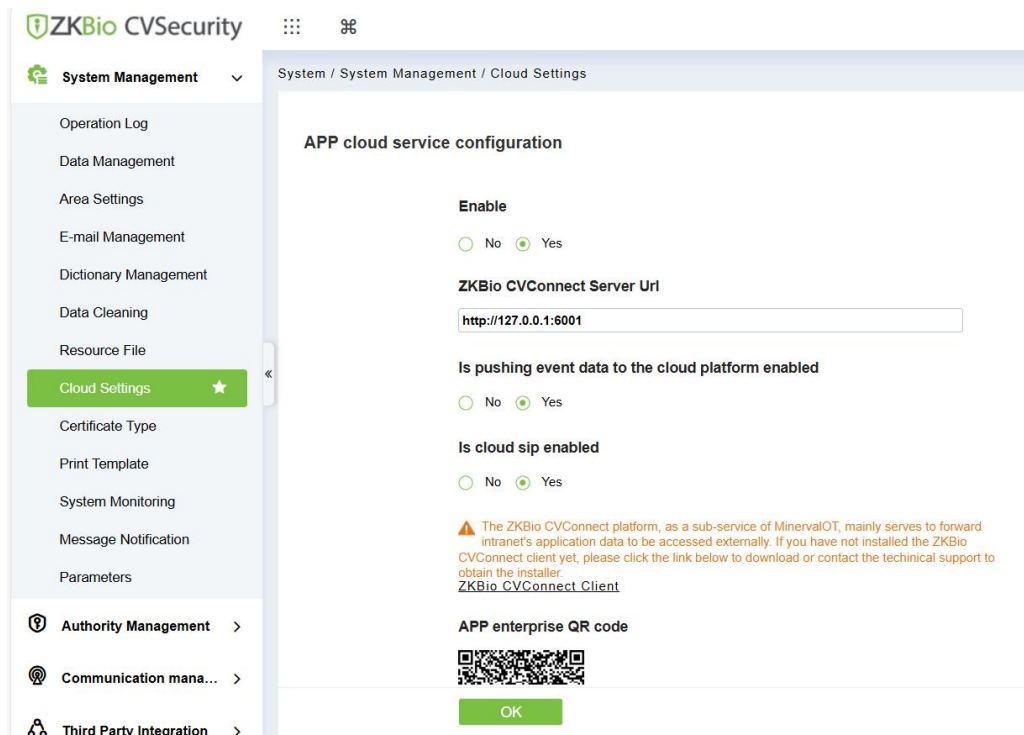 ZKBio CVSecurity
System Management
Operation Log
Data Management
Area Settings
E-mail Management
Dictionary Management
Data Cleaning
Resource File
Cloud Settings
Certificate Type
Print Template
System Monitoring
Message Notification
Parameters
Authority Management
Communication mana...
Third Party Integration
System / System Management / Cloud Settings
APP cloud service configuration
Enable
No Yes
ZKBio CVConnect Server Url
http://127.0.0.1:6001
Is pushing event data to the cloud platform enabled
No Yes
Is cloud sip enabled
No Yes
The ZKBio CVConnect platform, as a sub-service of MinervaIOT, mainly serves to forward
intranet's application data to be accessed externally. If you have not installed the ZKBio
CVConnect client yet, please click the link below to download or contact the techinical support to
obtain the installer.
ZKBio CVConnect Client
APP enterprise QR code
OK